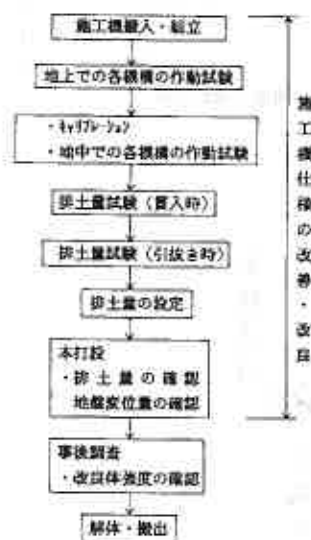 施工機搬入・組立
地上での各機構の作動試験
・キャリブレーション
・地中での各機構の作動試験
排土量試験(貫入時)
排土量試験(引抜き時)
排土量の設定
本打設
・排土量の確認
地盤変位量の確認
事後調査
・改良体強度の確認
解体・搬出
施工機仕様の改善・改良